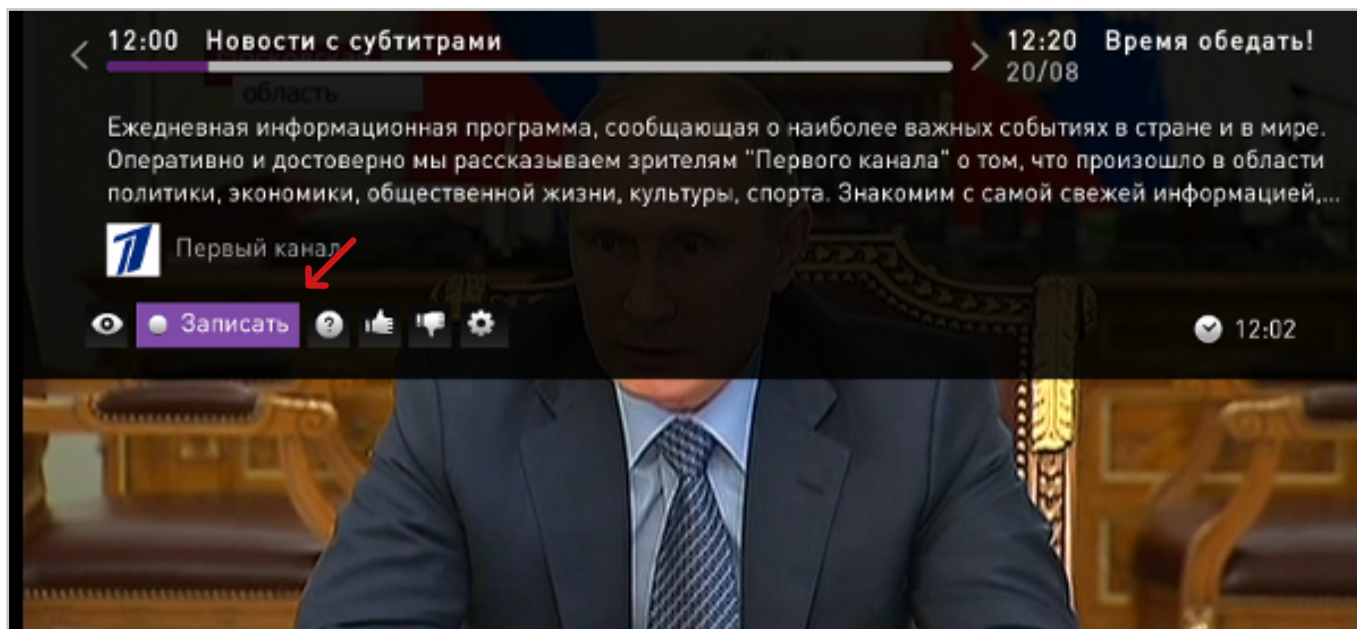 12:00 Новости с субтитрами
12:20 Время обедать!
20/08
область
Ежедневная информационная программа, сообщающая о наиболее важных событиях в стране и в мире.
Оперативно и достоверно мы рассказываем зрителям "Первого канала" о том, что произошло в области
политики, экономики, общественной жизни, культуры, спорта. Знакомим с самой свежей информацией,...
Первый канал
Записать
12:02